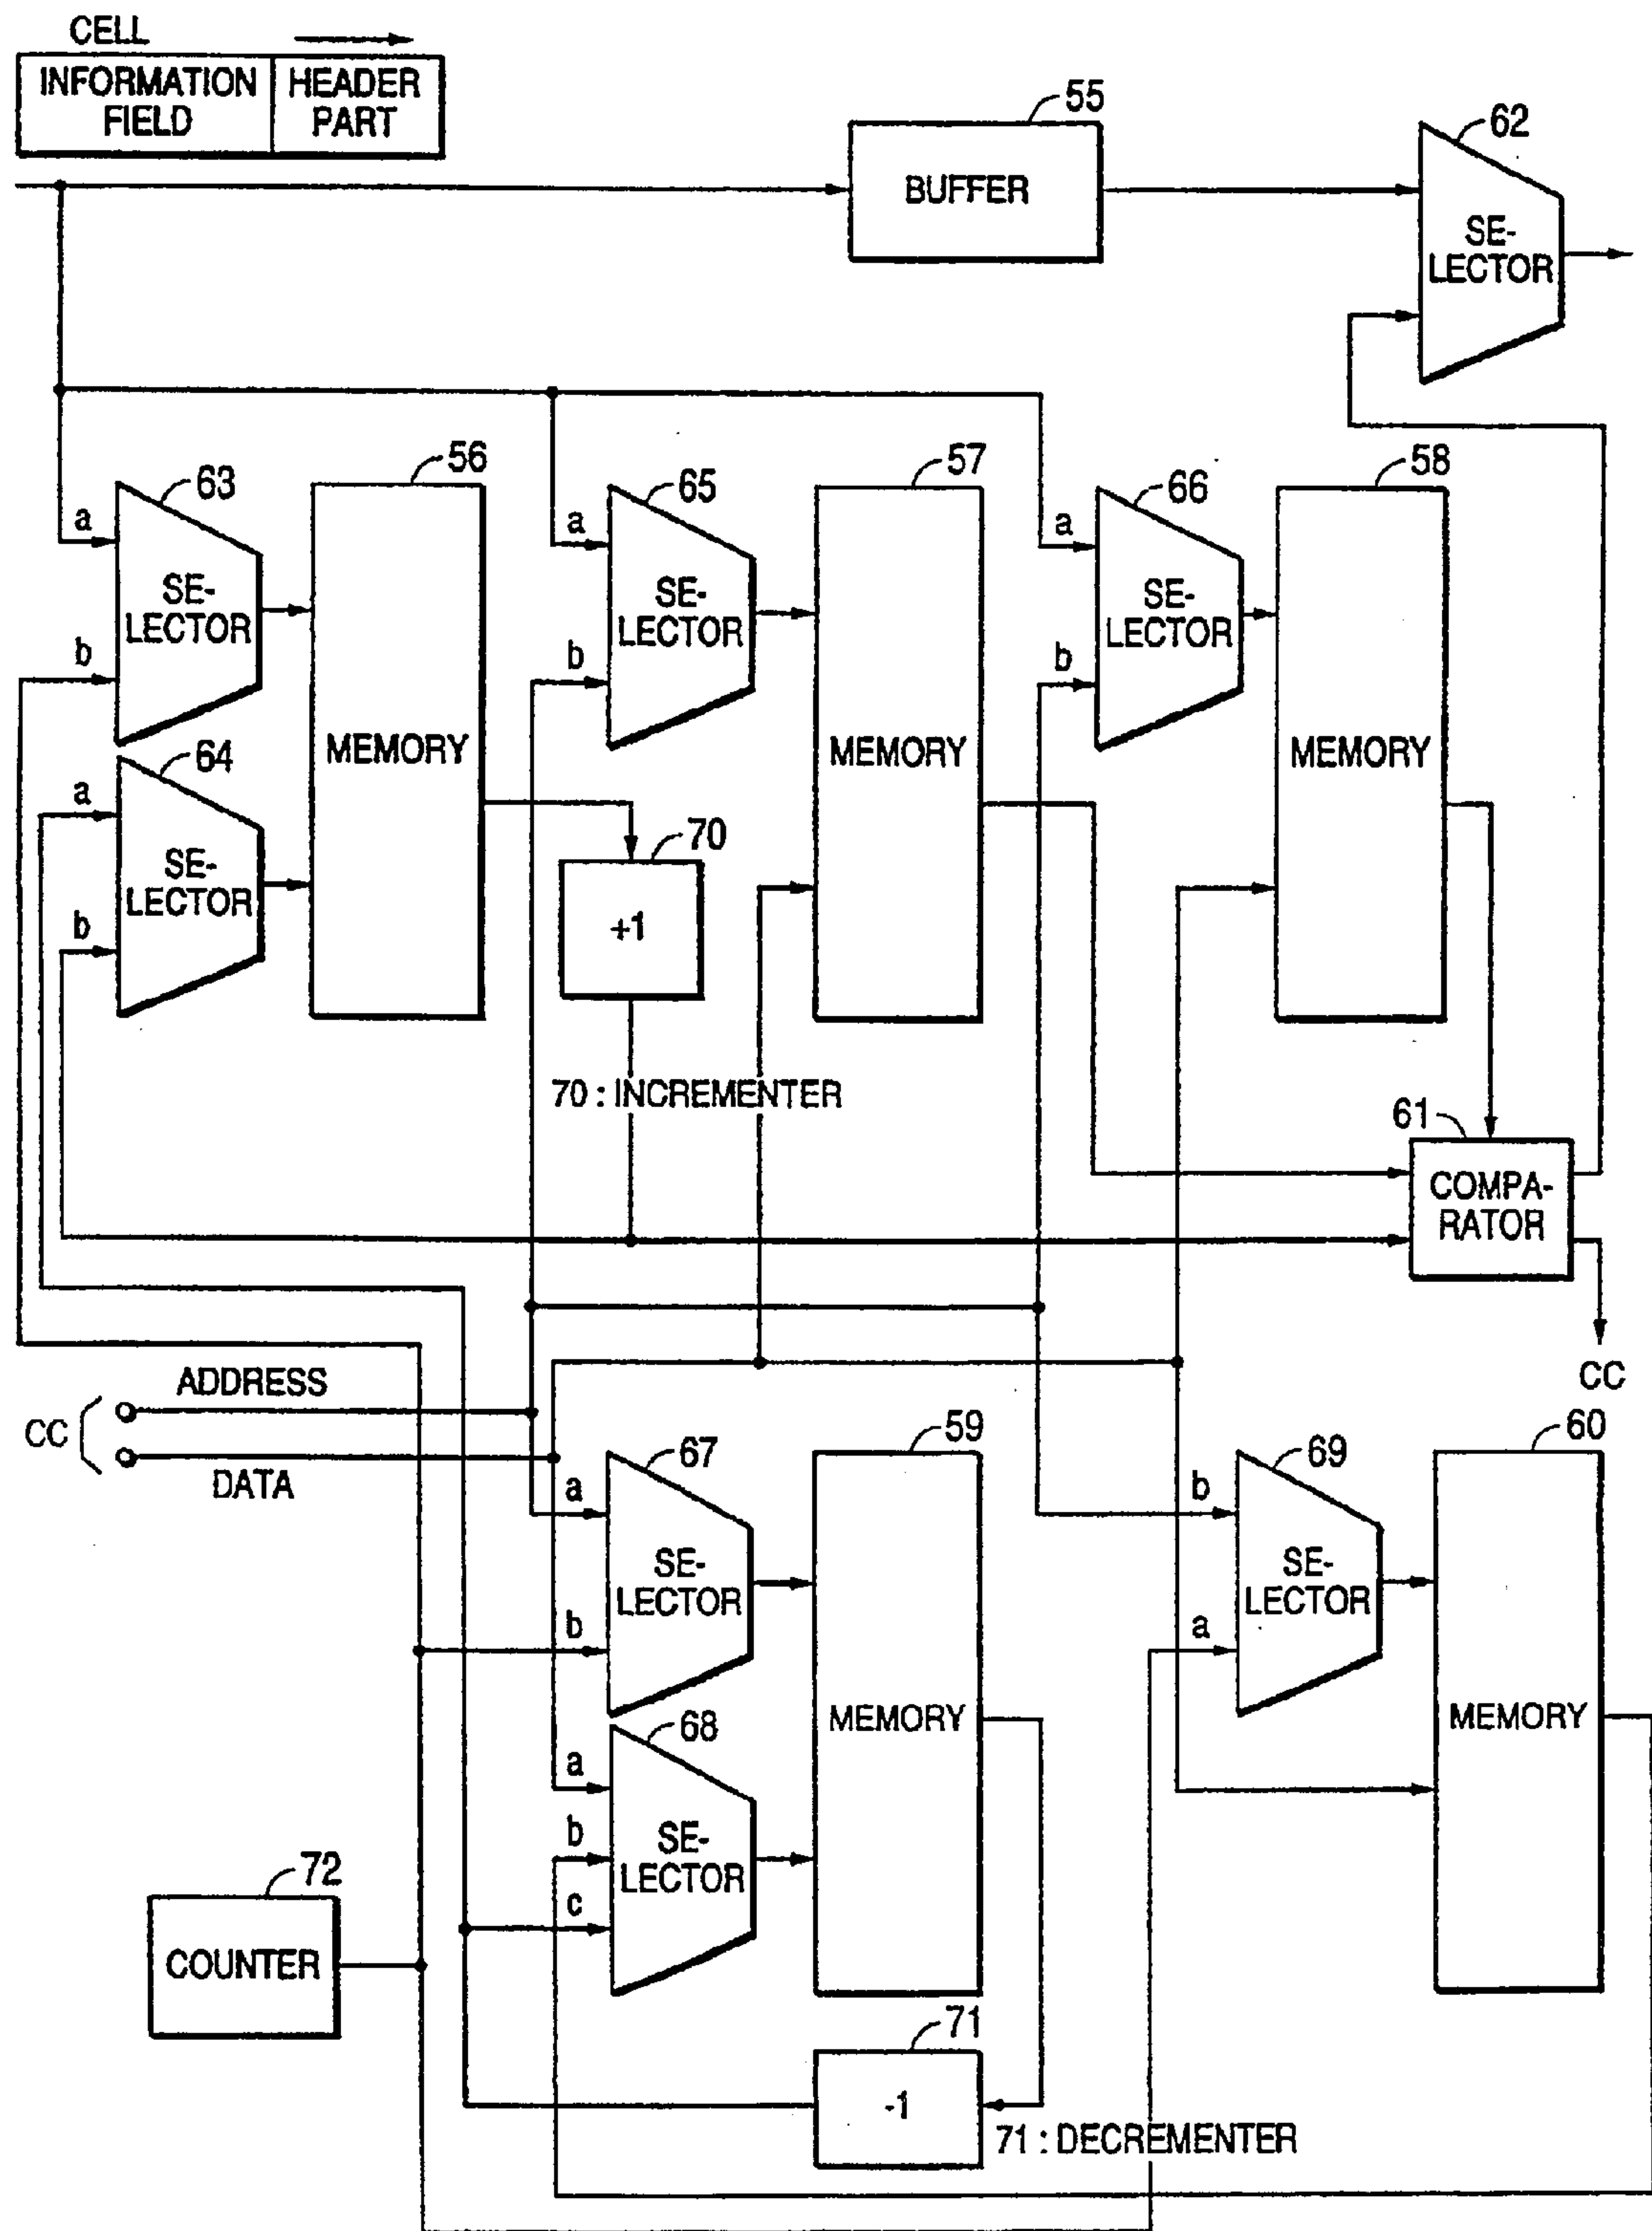 CELL
INFORMATION FIELD
HEADER PART
55
BUFFER
62
SE-
LECTOR
63
a
SE-
LECTOR
b
56
MEMORY
65
a
SE-
LECTOR
b
57
MEMORY
66
a
SE-
LECTOR
b
58
MEMORY
64
a
SE-
LECTOR
b
70
+1
70 : INCREMENTER
61
COMPA-
RATOR
CC
CC
ADDRESS
DATA
67
a
SE-
LECTOR
b
59
MEMORY
69
b
SE-
LECTOR
a
60
MEMORY
68
a
b
SE-
LECTOR
c
72
COUNTER
71
-1
71 : DECREMENTER